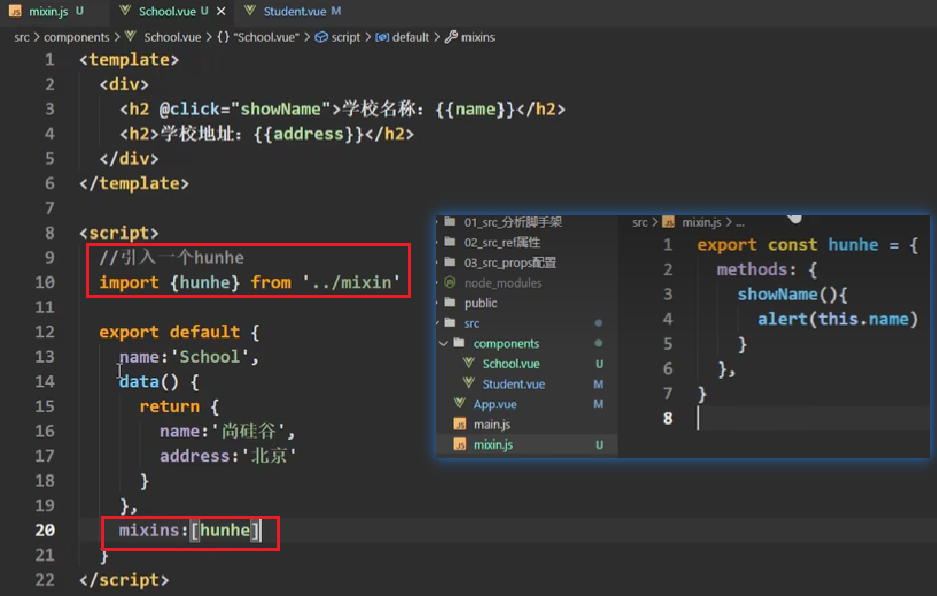 mixin.js U School.vue U × Student.vue M
src > components > School.vue > {} "School.vue" > script > default > mixins
1 <template>
2 <div>
3 <h2 @click="showName">学校名称：{{name}}</h2>
4 <h2>学校地址：{{address}}</h2>
5 </div>
6 </template>
7
8 <script>
9 //引入一个hunhe
10 import {hunhe} from '../mixin'
11
12 export default {
13 name:'School',
14 data() {
15 return {
16 name:'尚硅谷',
17 address:'北京'
18 }
19 },
20 mixins:[hunhe]
21 }
22 </script>
01_src_分析脚手架
02_src_ref属性
03_src_props配置
node_modules
public
src
components
School.vue U
Student.vue M
App.vue M
main.js
mixin.js U
src > mixin.js > ...
1 export const hunhe = {
2 methods: {
3 showName(){
4 alert(this.name)
5 }
6 },
7 }
8